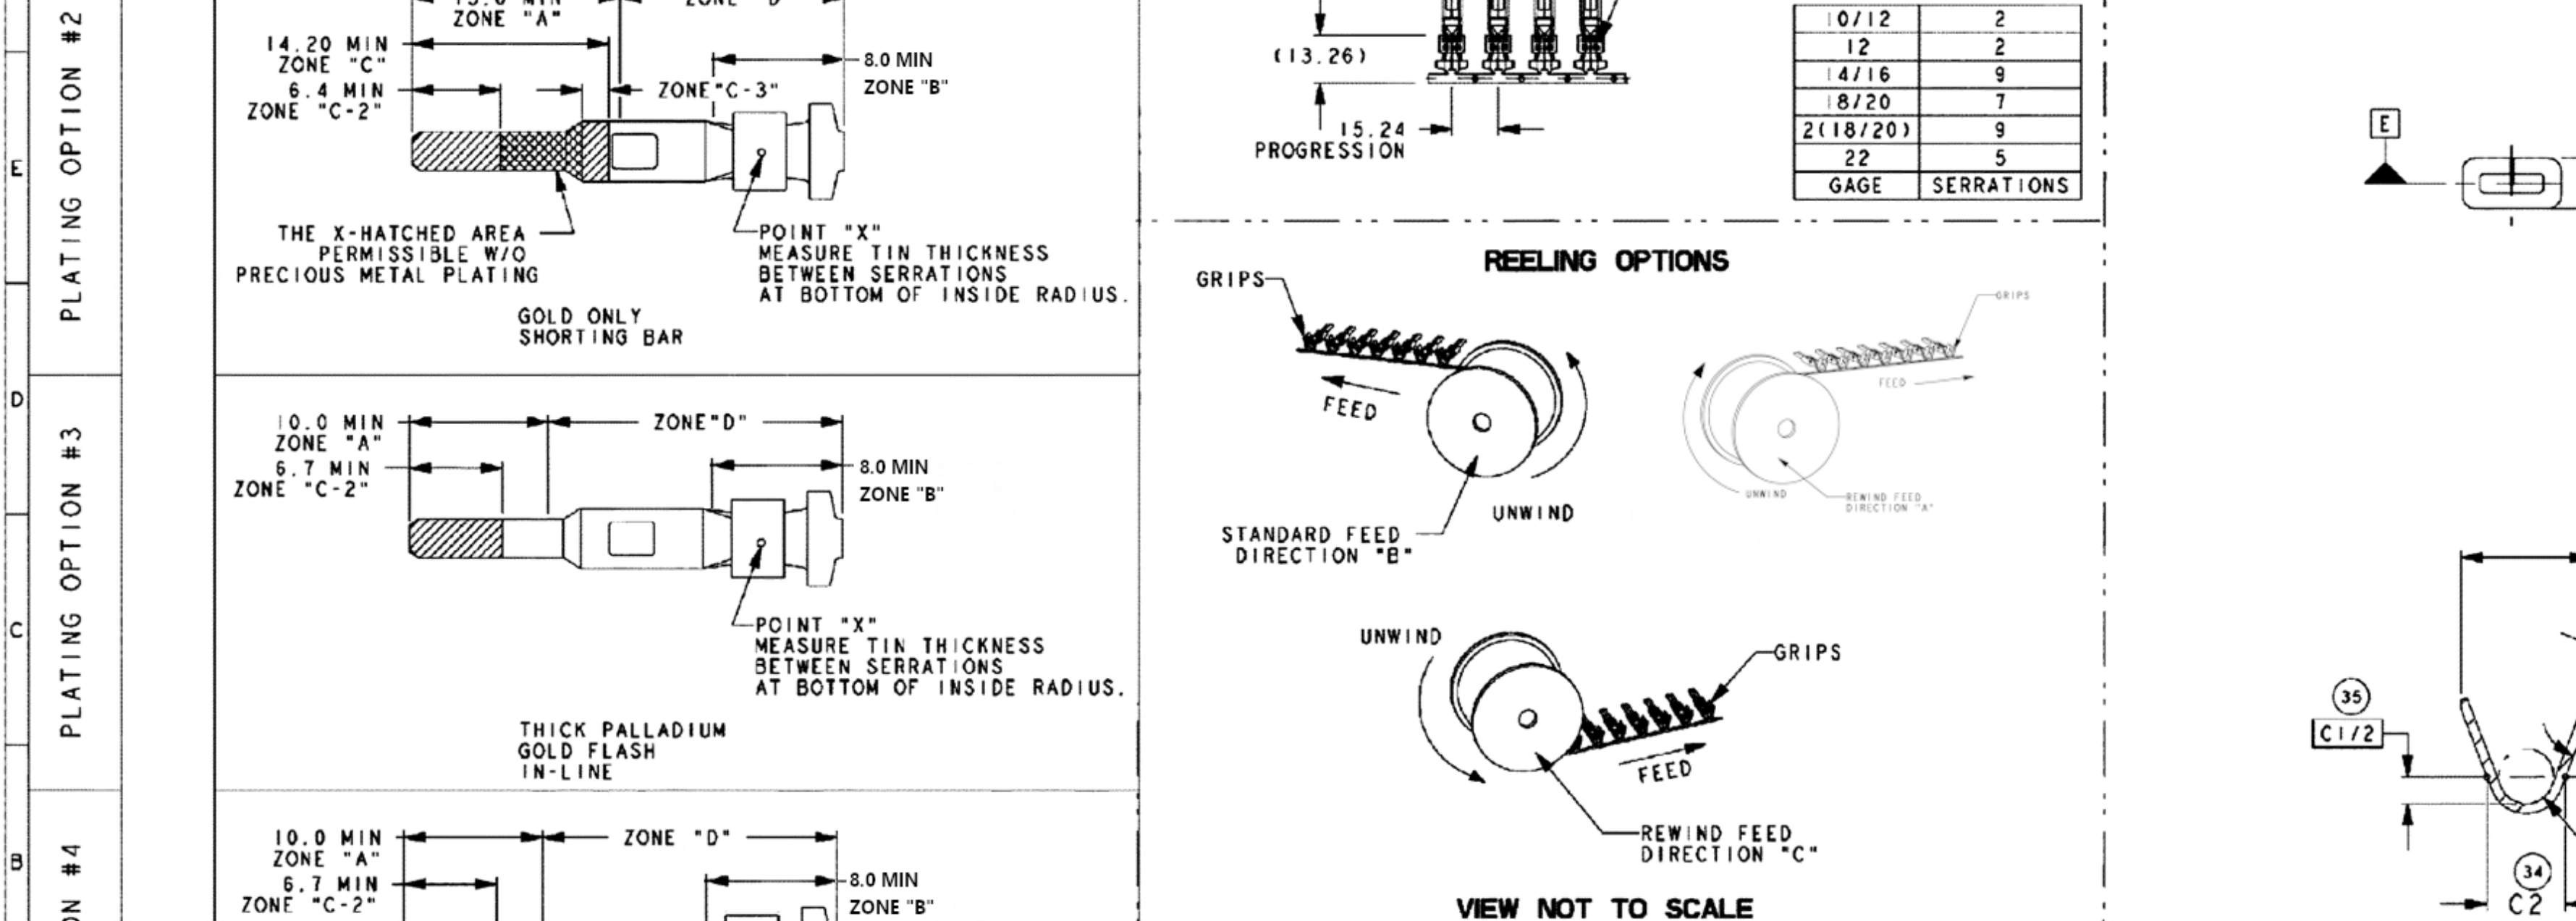 E
D
C
B
PLATING OPTION #2
PLATING OPTION #3
ZONE "A"
14.20 MIN
ZONE "C"
6.4 MIN
ZONE "C-2"
ZONE"C-3"
8.0 MIN
ZONE "B"
THE X-HATCHED AREA
PERMISSIBLE W/O
PRECIOUS METAL PLATING
POINT "X"
MEASURE TIN THICKNESS
BETWEEN SERRATIONS
AT BOTTOM OF INSIDE RADIUS.
GOLD ONLY
SHORTING BAR
10.0 MIN
ZONE "A"
6.7 MIN
ZONE "C-2"
ZONE"D"
8.0 MIN
ZONE "B"
POINT "X"
MEASURE TIN THICKNESS
BETWEEN SERRATIONS
AT BOTTOM OF INSIDE RADIUS.
THICK PALLADIUM
GOLD FLASH
IN-LINE
#4
10.0 MIN
ZONE "A"
6.7 MIN
ZONE "C-2"
ZONE "D"
8.0 MIN
ZONE "B"
(13.26)
15.24
PROGRESSION
10/12 2
12 2
14/16 9
18/20 7
2(18/20) 9
22 5
GAGE SERRATIONS
REELING OPTIONS
GRIPS
FEED
UNWIND
STANDARD FEED
DIRECTION "B"
GRIPS
FEED
UNWIND
REWIND FEED
DIRECTION "A"
UNWIND
GRIPS
FEED
REWIND FEED
DIRECTION "C"
VIEW NOT TO SCALE
E
35
C1/2
34
C2